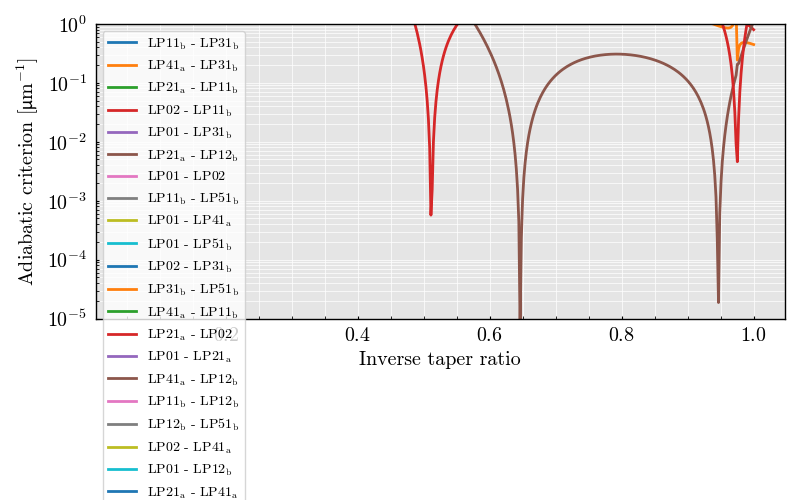 10⁰
10⁻¹
10⁻²
10⁻³
10⁻⁴
10⁻⁵
Adiabatic criterion [µm⁻¹]
LP11b - LP31b
LP41a - LP31b
LP21a - LP11b
LP02 - LP11b
LP01 - LP31b
LP21a - LP12b
LP01 - LP02
LP11b - LP51b
LP01 - LP41a
LP01 - LP51b
LP02 - LP31b
LP31b - LP51b
LP41a - LP11b
LP21a - LP02
LP01 - LP21a
LP41a - LP12b
LP11b - LP12b
LP12b - LP51b
LP02 - LP41a
LP01 - LP12b
LP21a - LP41a
0.2 0.4 0.6 0.8 1.0
Inverse taper ratio